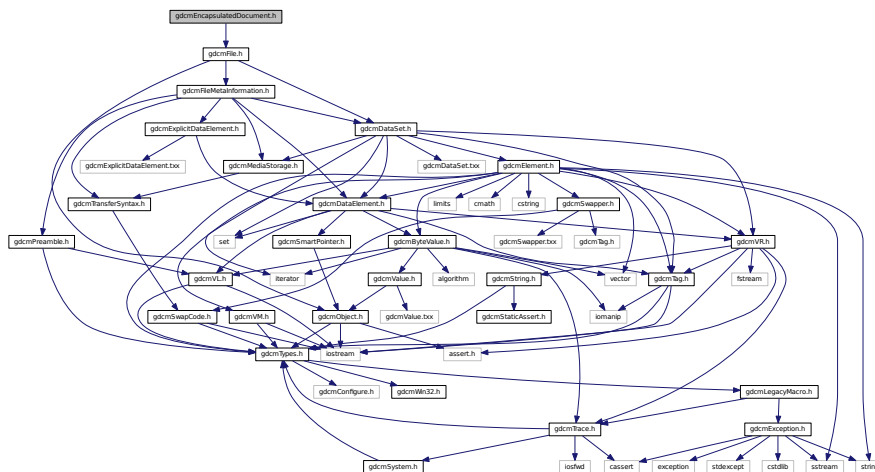 gdcmEncapsulatedDocument.h
gdcmFile.h
gdcmFileMetaInformation.h
gdcmExplicitDataElement.h
gdcmDataSet.h
gdcmExplicitDataElement.txx
gdcmMediaStorage.h
gdcmDataSet.txx
gdcmElement.h
gdcmTransferSyntax.h
gdcmDataElement.h
limits
cmath
cstring
gdcmSwapper.h
gdcmPreamble.h
set
gdcmSmartPointer.h
gdcmByteValue.h
gdcmSwapper.txx
gdcmTag.h
gdcmVR.h
gdcmVL.h
iterator
gdcmValue.h
algorithm
gdcmString.h
vector
gdcmTag.h
fstream
gdcmSwapCode.h
gdcmVM.h
gdcmObject.h
gdcmValue.txx
gdcmStaticAssert.h
iomanip
gdcmTypes.h
iostream
assert.h
gdcmConfigure.h
gdcmWin32.h
gdcmLegacyMacro.h
gdcmTrace.h
gdcmException.h
gdcmSystem.h
iosfwd
cassert
exception
stdexcept
cstdlib
sstream
strin